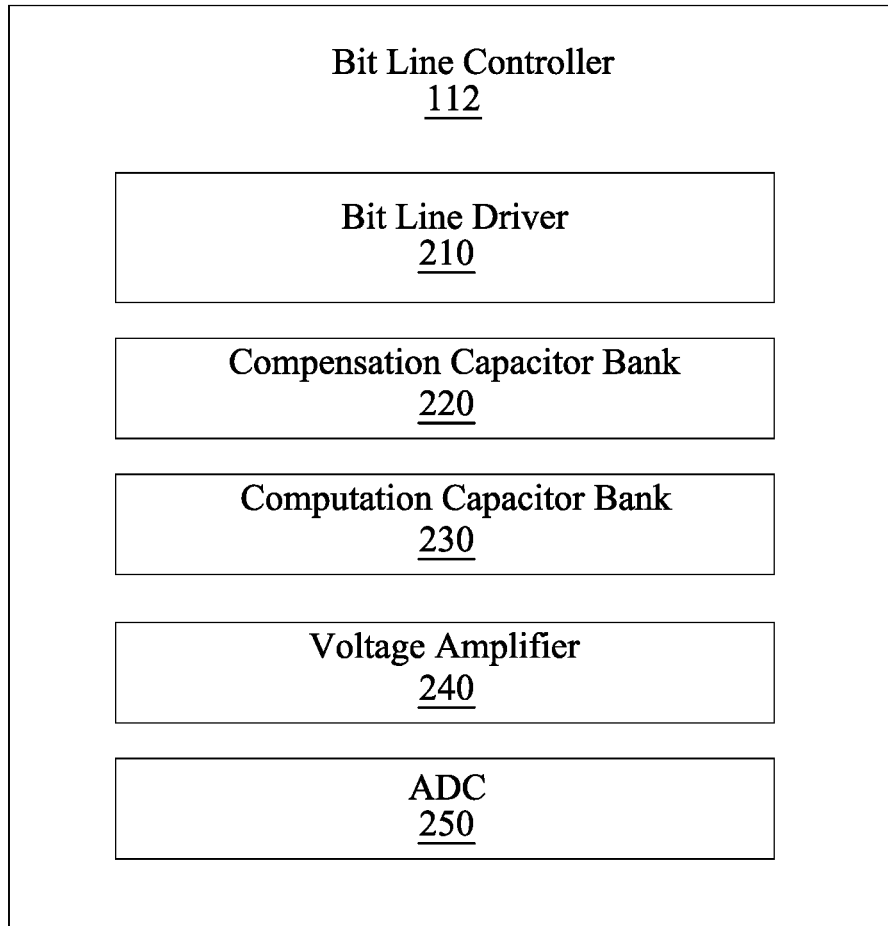 Bit Line Controller
112
Bit Line Driver
210
Compensation Capacitor Bank
220
Computation Capacitor Bank
230
Voltage Amplifier
240
ADC
250